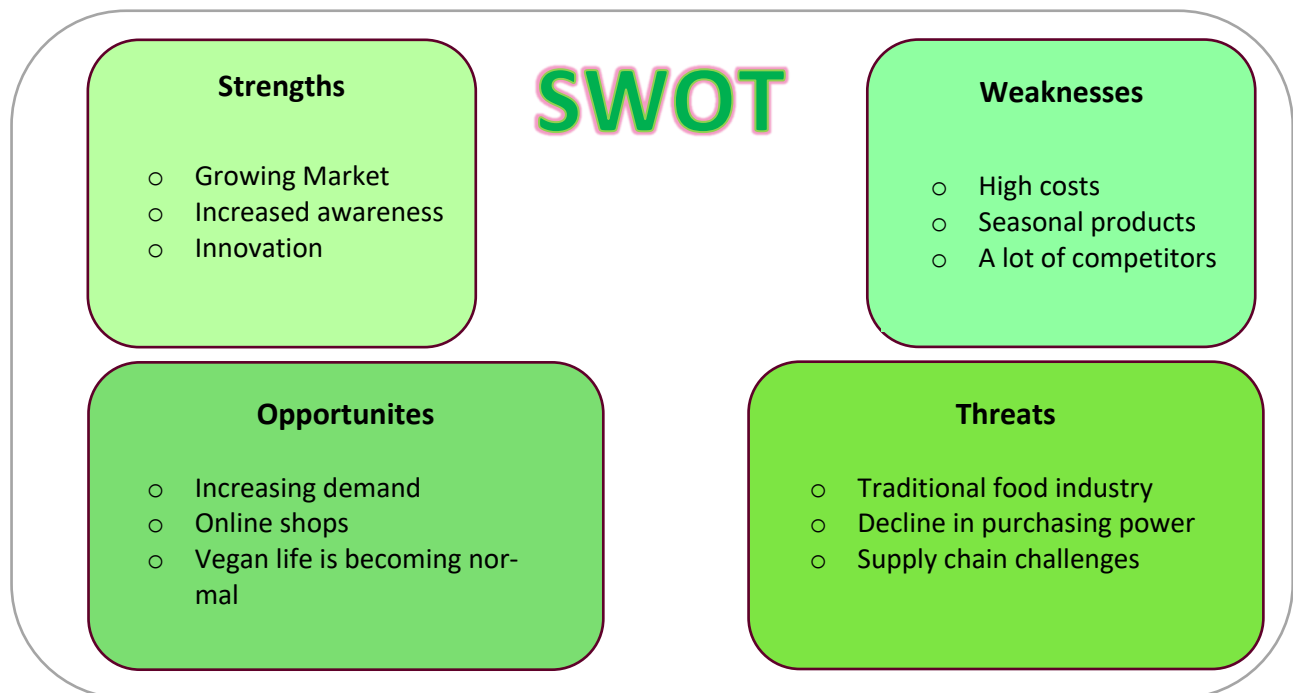 SWOT
Strengths
○ Growing Market
○ Increased awareness
○ Innovation
Weaknesses
○ High costs
○ Seasonal products
○ A lot of competitors
Opportunites
○ Increasing demand
○ Online shops
○ Vegan life is becoming nor-
mal
Threats
○ Traditional food industry
○ Decline in purchasing power
○ Supply chain challenges